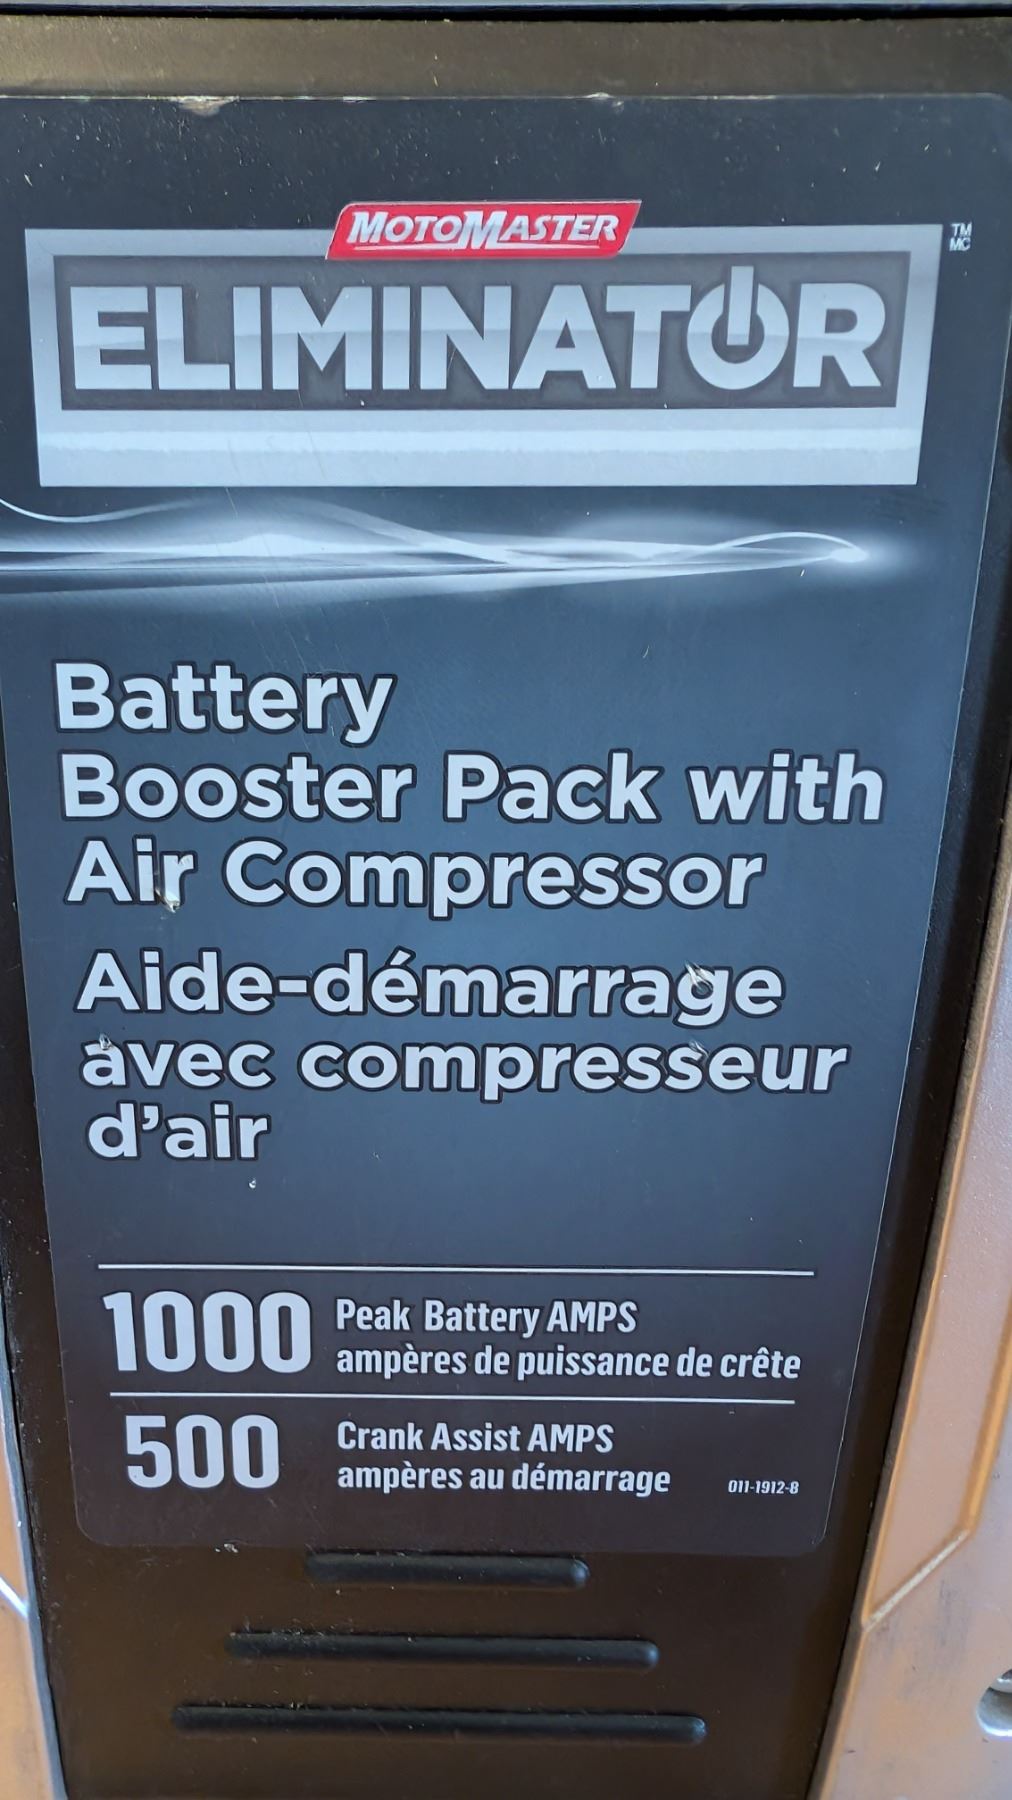 MOTOMASTER
ELIMINATOR
TM
MC
Battery
Booster Pack with
Air Compressor
Aide-démarrage
avec compresseur
d'air
1000 Peak Battery AMPS
ampères de puissance de crête
500 Crank Assist AMPS
ampères au démarrage 011-1912-8